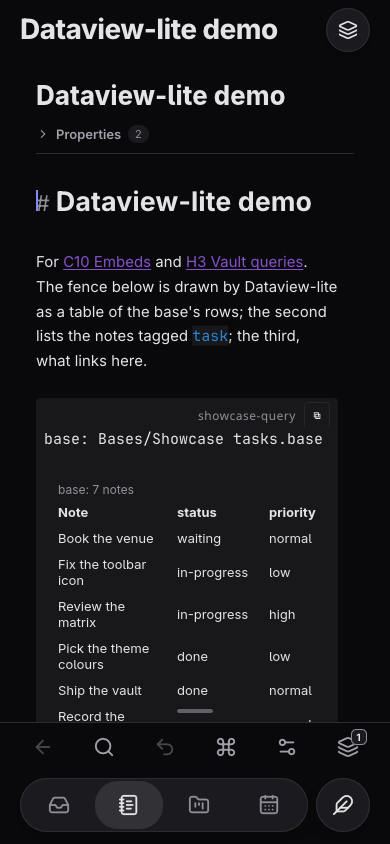 Dataview-lite demo
Dataview-lite demo
Properties 2
# Dataview-lite demo
For C10 Embeds and H3 Vault queries.
The fence below is drawn by Dataview-lite
as a table of the base's rows; the second
lists the notes tagged task; the third,
what links here.
showcase-query
base: Bases/Showcase tasks.base
base: 7 notes
Note status priority
Book the venue waiting normal
Fix the toolbar
icon in-progress low
Review the
matrix in-progress high
Pick the theme
colours done low
Ship the vault done normal
Record the
1